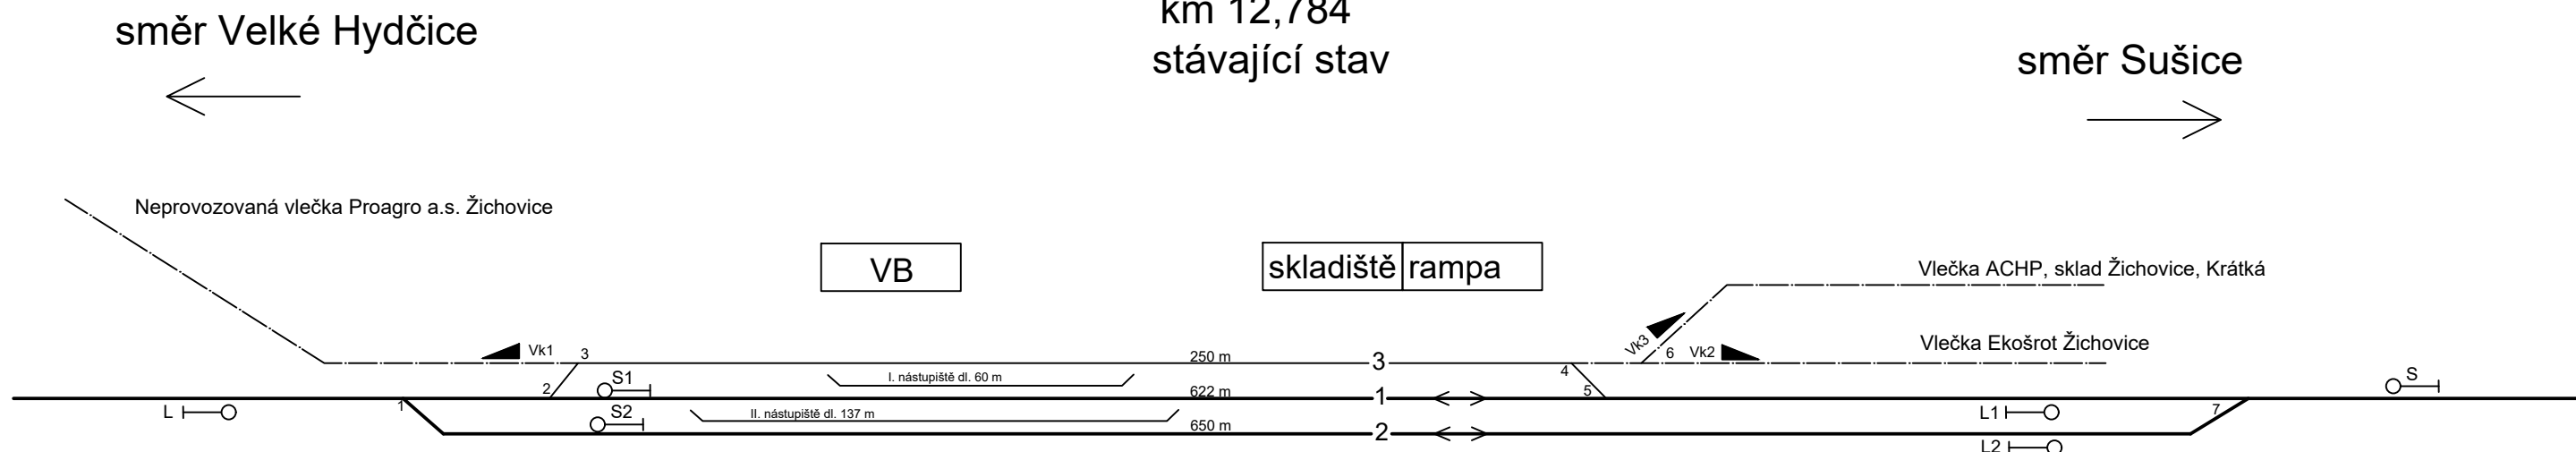 km 12,784
směr Velké Hydčice
stávající stav
směr Sušice
Neprovozovaná vlečka Proagro a.s. Žichovice
VB
skladiště
rampa
Vlečka ACHP, sklad Žichovice, Krátká
Vk1
3
250 m
3
Vk3
6
Vk2
Vlečka Ekošrot Žichovice
I. nástupiště dl. 60 m
4
2
S1
622 m
1
5
S
L
1
S2
II. nástupiště dl. 137 m
L1
7
650 m
2
L2